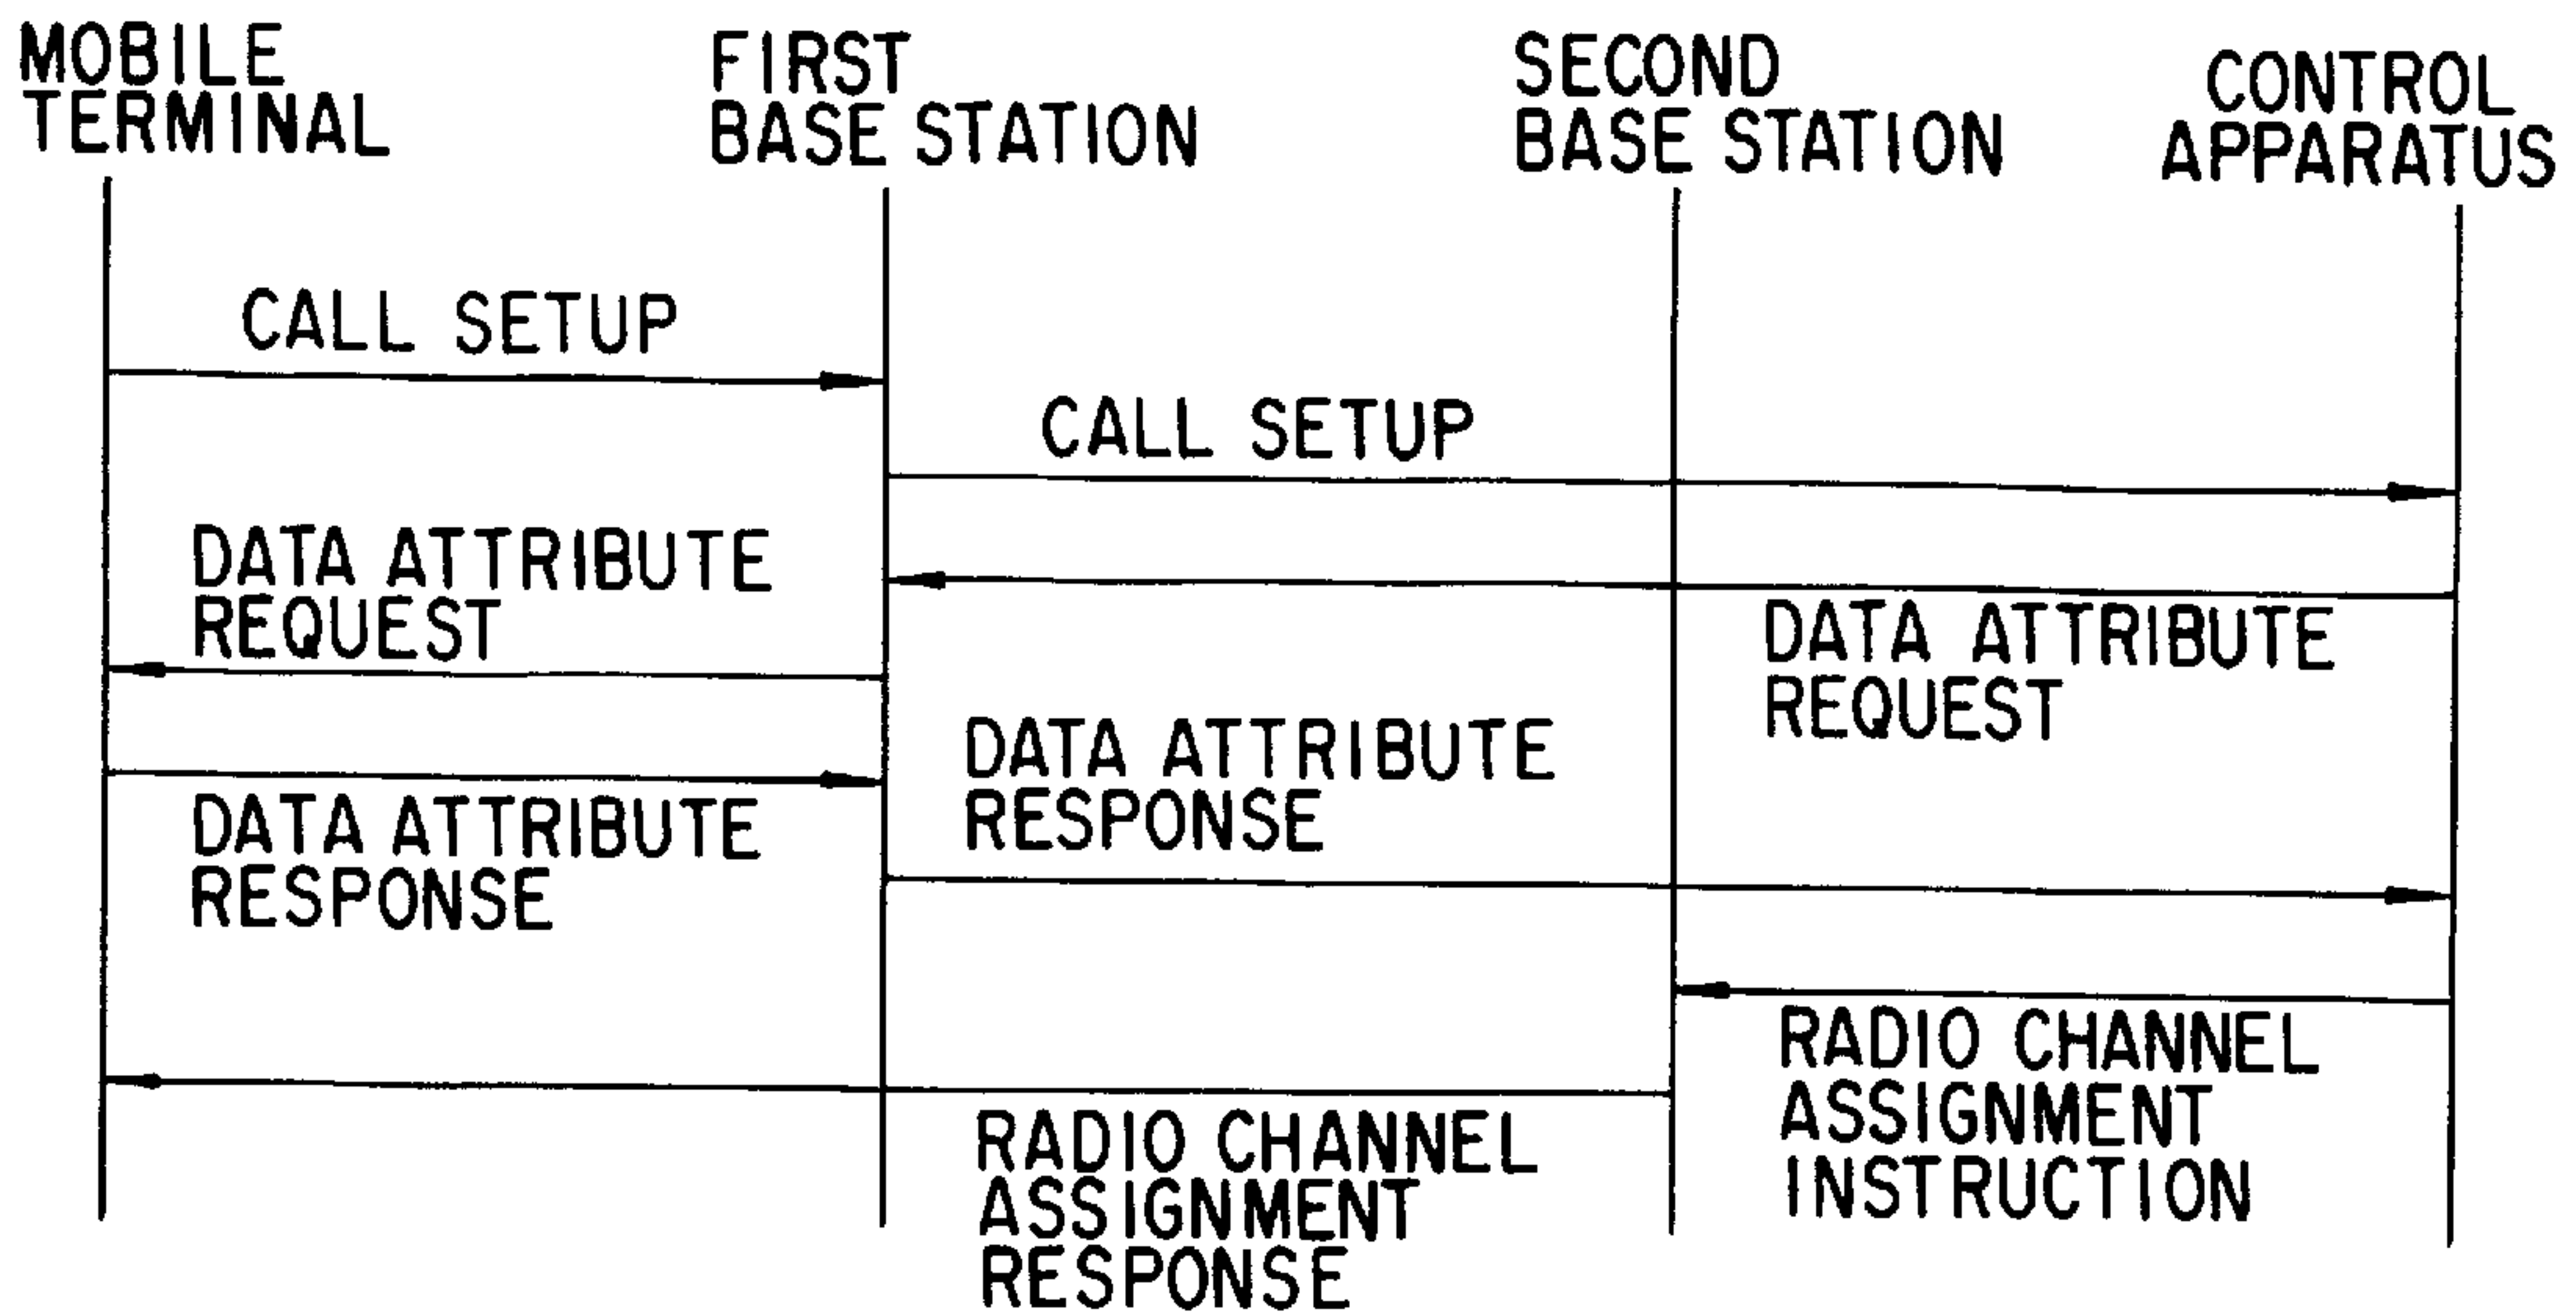 MOBILE
TERMINAL
FIRST
BASE STATION
SECOND
BASE STATION
CONTROL
APPARATUS
CALL SETUP
CALL SETUP
DATA ATTRIBUTE
REQUEST
DATA ATTRIBUTE
REQUEST
DATA ATTRIBUTE
RESPONSE
DATA ATTRIBUTE
RESPONSE
RADIO CHANNEL
ASSIGNMENT
INSTRUCTION
RADIO CHANNEL
ASSIGNMENT
RESPONSE